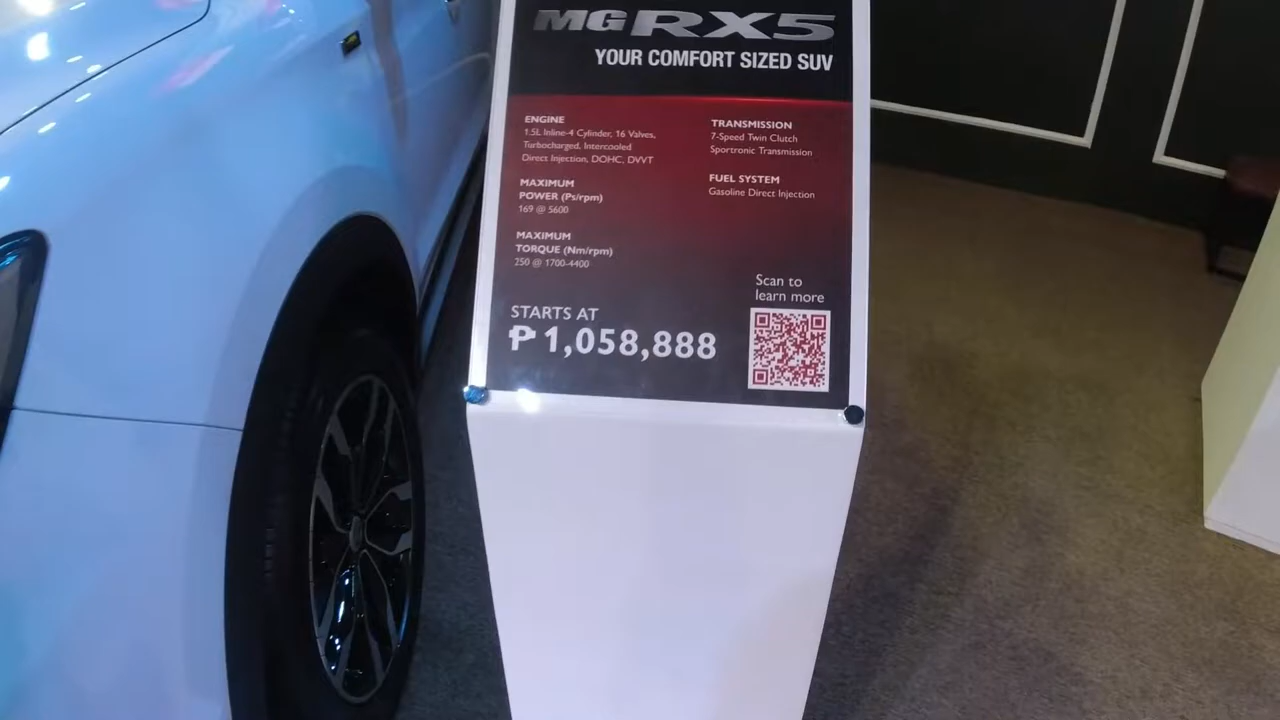 MG RX5
YOUR COMFORT SIZED SUV
ENGINE
1.5L Inline-4 Cylinder, 16 Valves,
Turbocharged, Intercooled
Direct Injection, DOHC, DVVT
MAXIMUM
POWER (Ps/rpm)
169 @ 5600
MAXIMUM
TORQUE (Nm/rpm)
250 @ 1700-4400
TRANSMISSION
7-Speed Twin Clutch
Sportronic Transmission
FUEL SYSTEM
Gasoline Direct Injection
STARTS AT
₱1,058,888
Scan to
learn more